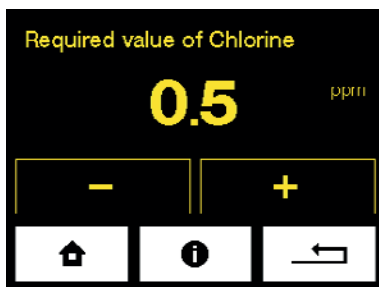 Required value of Chlorine
0.5 ppm
− +